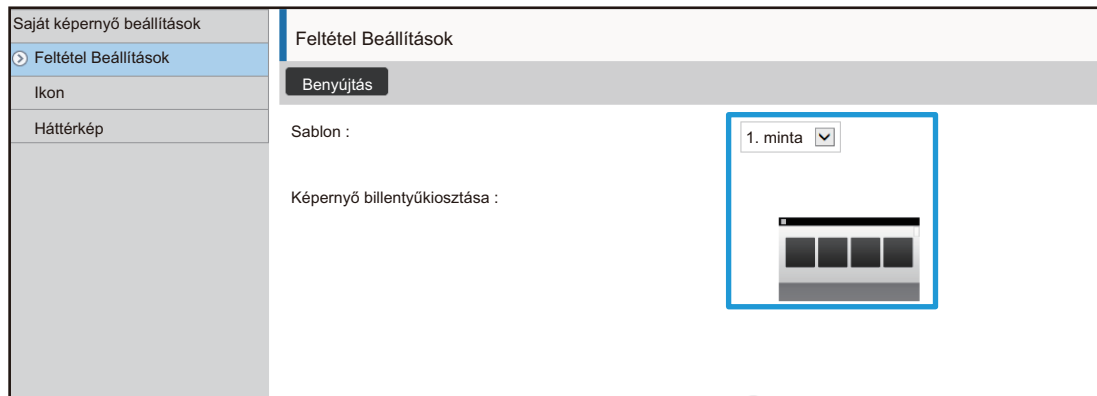 Saját képernyő beállítások
Feltétel Beállítások
Ikon
Háttérkép
Feltétel Beállítások
Benyújtás
Sablon :
1. minta
Képernyő billentyűkiosztása :